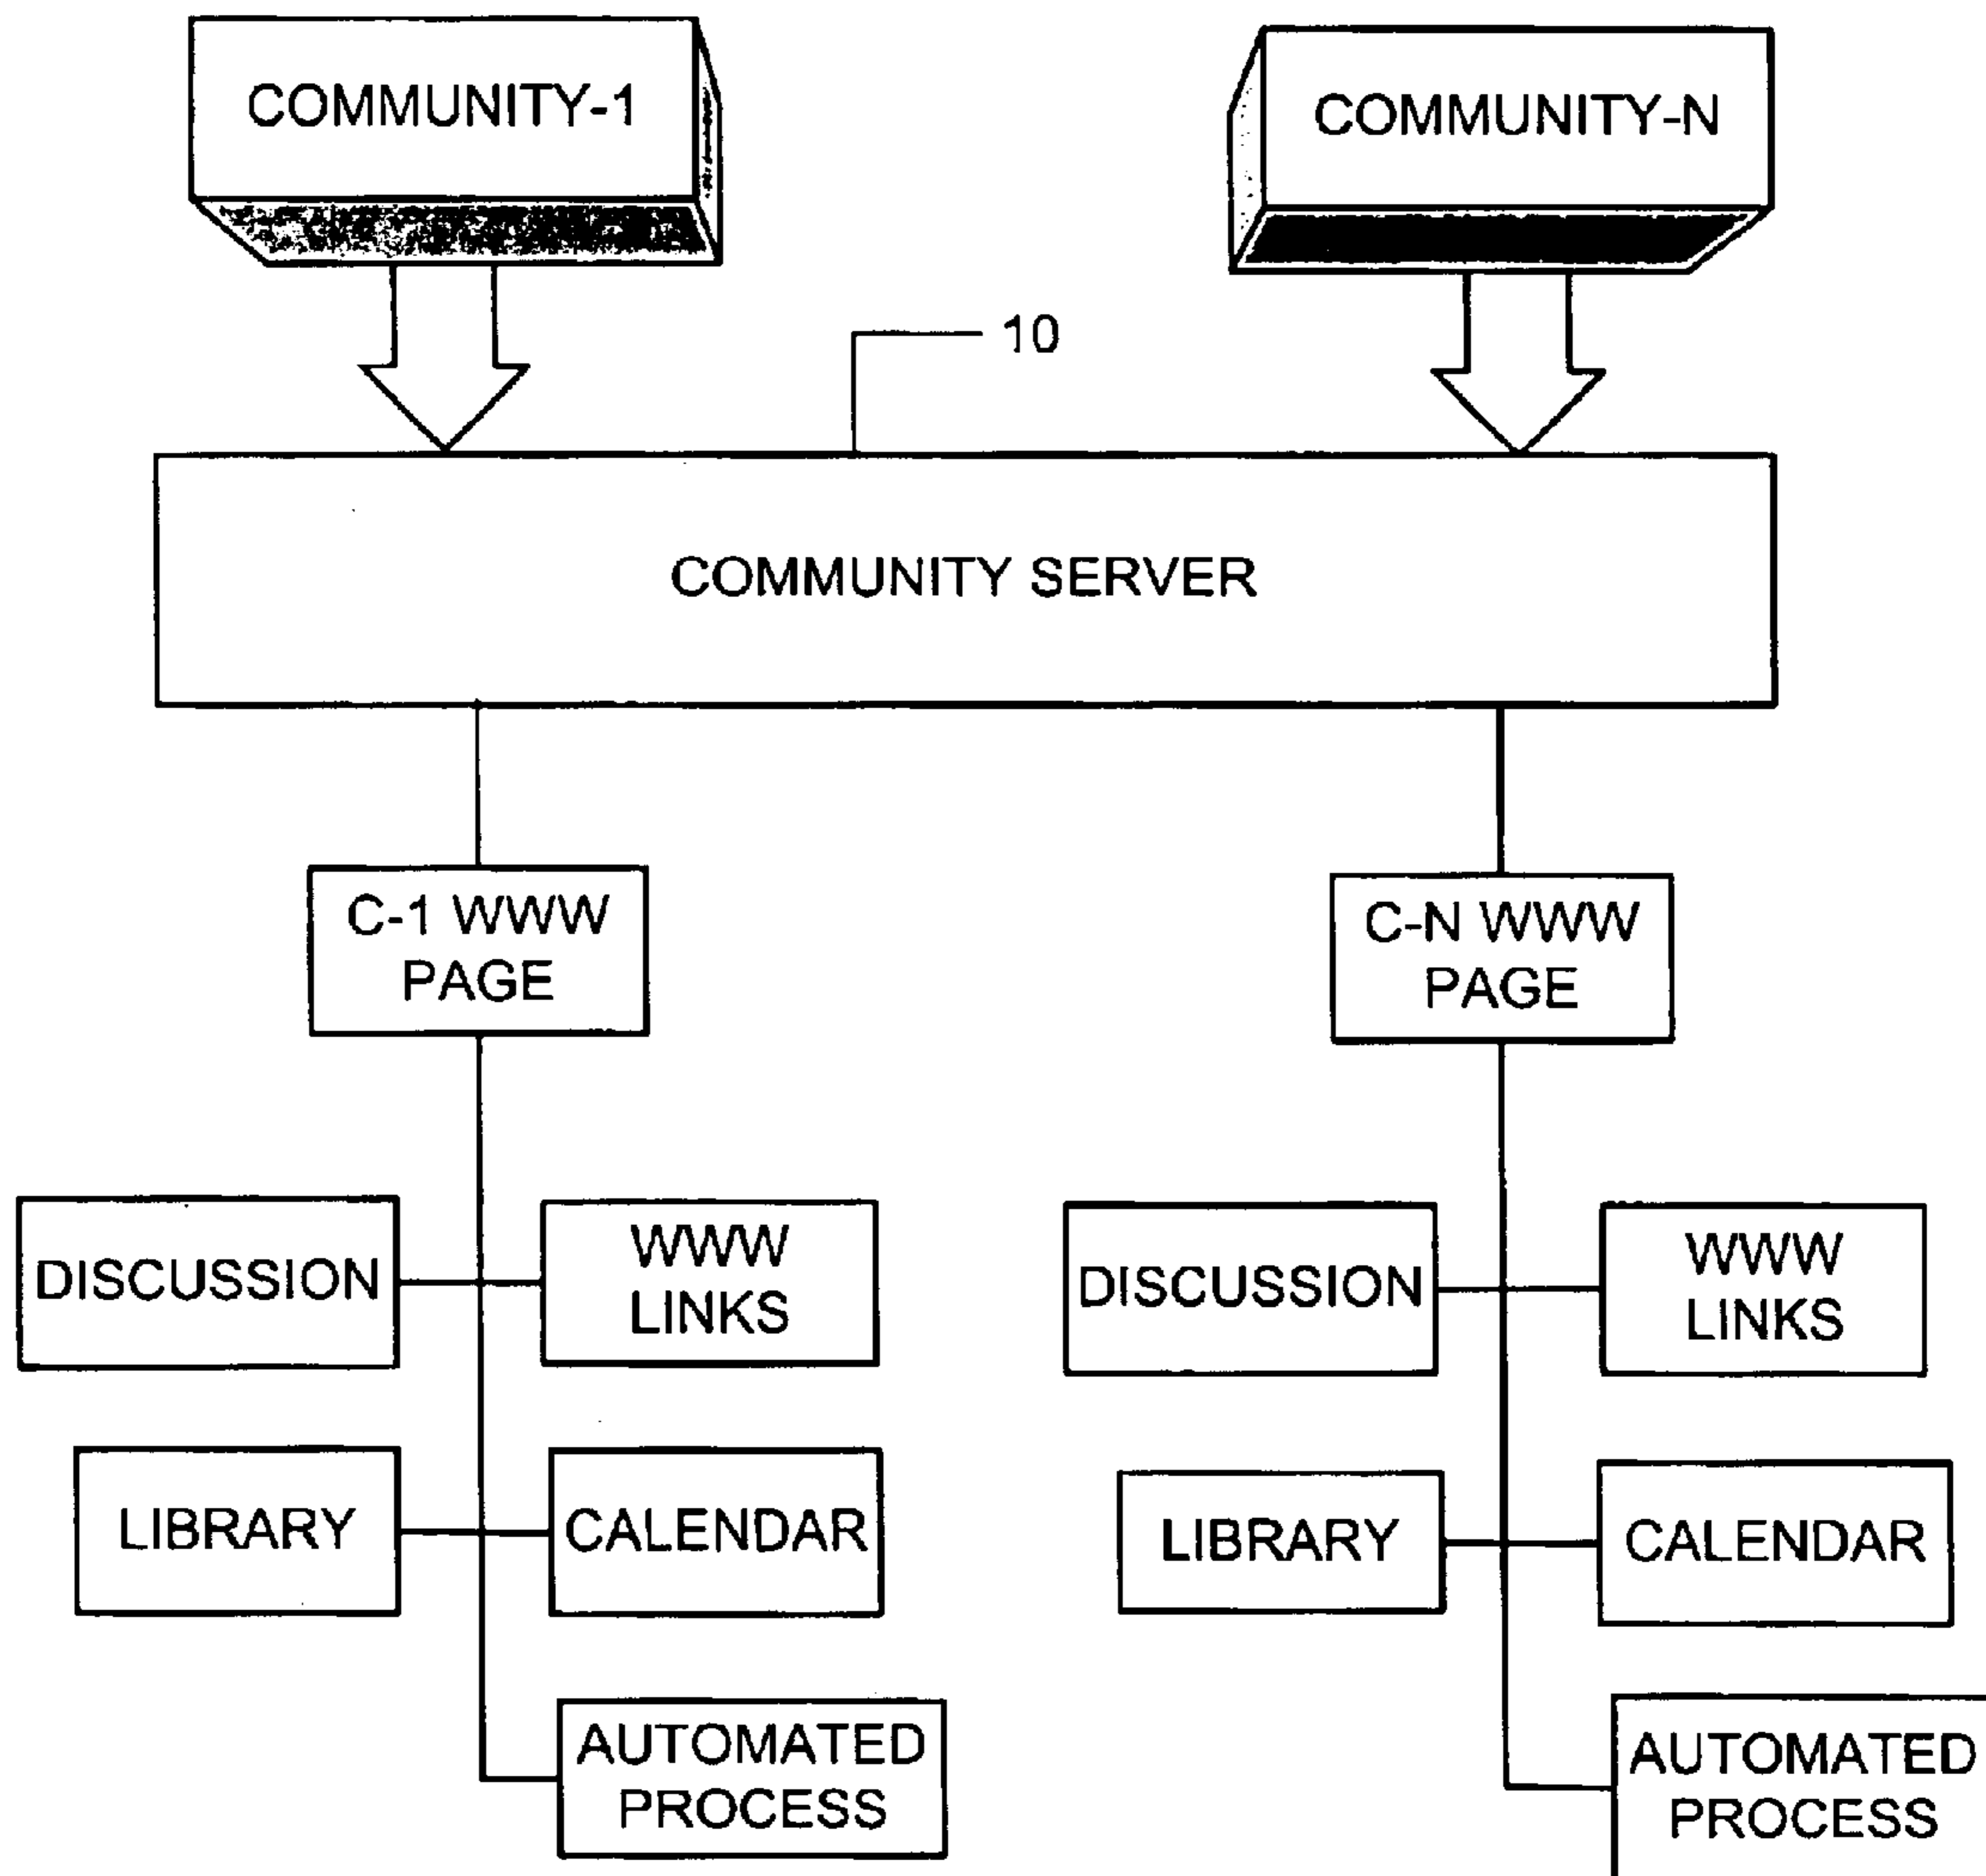 COMMUNITY-1
COMMUNITY-N
10
COMMUNITY SERVER
C-1 WWW
PAGE
C-N WWW
PAGE
DISCUSSION
WWW
LINKS
DISCUSSION
WWW
LINKS
LIBRARY
CALENDAR
LIBRARY
CALENDAR
AUTOMATED
PROCESS
AUTOMATED
PROCESS